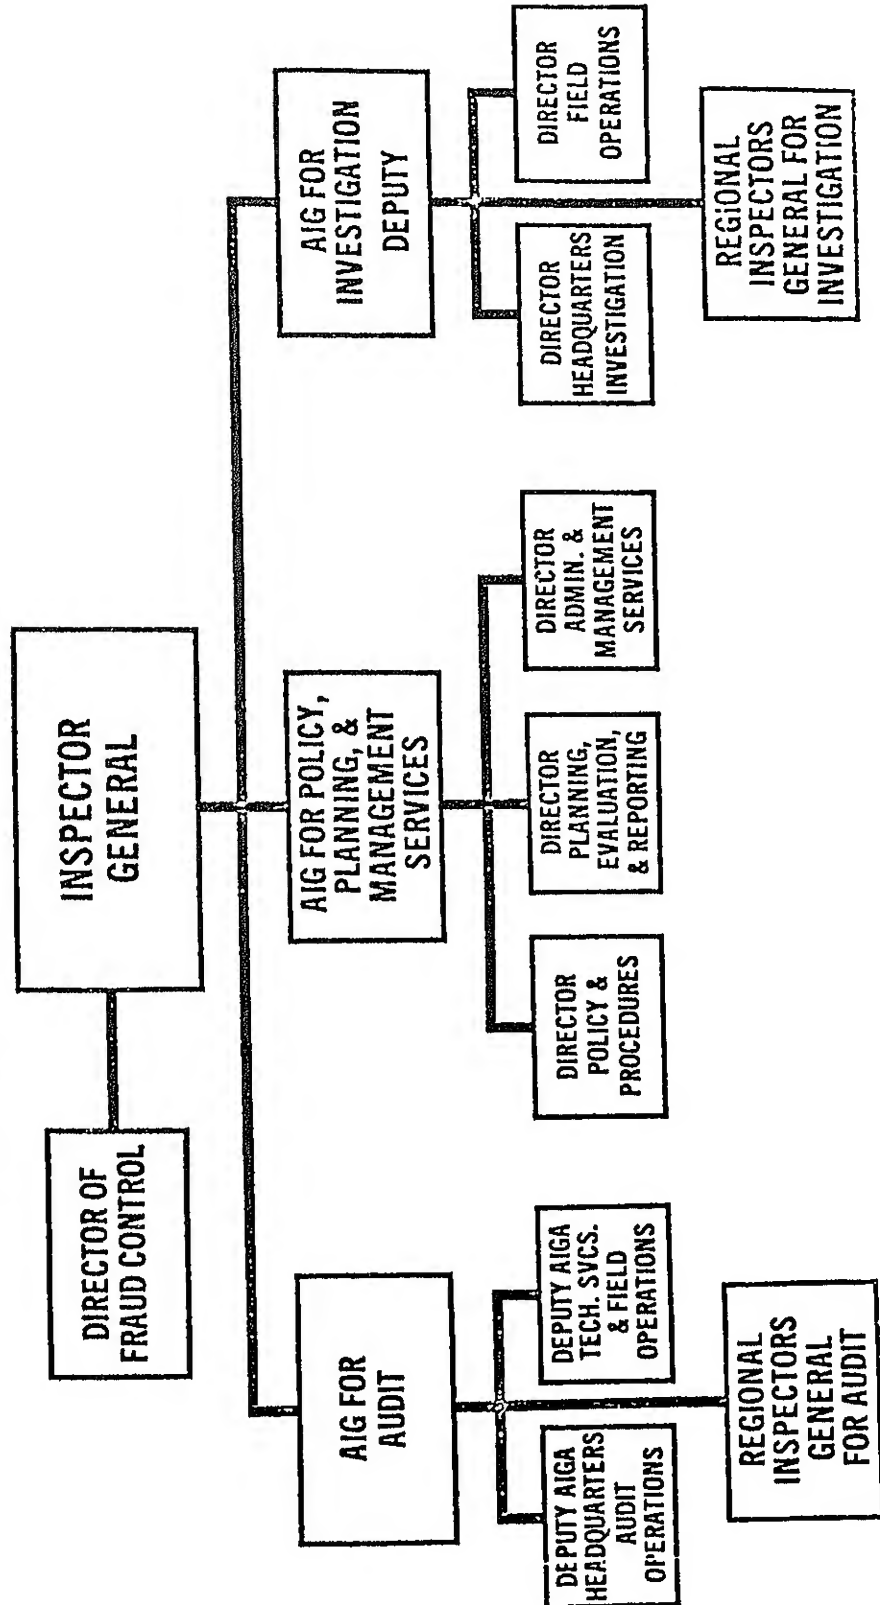 INSPECTOR
GENERAL
DIRECTOR OF
FRAUD CONTROL
AIG FOR
AUDIT
AIG FOR POLICY,
PLANNING, &
MANAGEMENT
SERVICES
AIG FOR
INVESTIGATION
DEPUTY
DEPUTY AIGA
HEADQUARTERS
AUDIT
OPERATIONS
DEPUTY AIGA
TECH. SVCS.
& FIELD
OPERATIONS
DIRECTOR
POLICY &
PROCEDURES
DIRECTOR
PLANNING,
EVALUATION,
& REPORTING
DIRECTOR
ADMIN. &
MANAGEMENT
SERVICES
DIRECTOR
HEADQUARTERS
INVESTIGATION
DIRECTOR
FIELD
OPERATIONS
REGIONAL
INSPECTORS
GENERAL
FOR AUDIT
REGIONAL
INSPECTORS
GENERAL FOR
INVESTIGATION